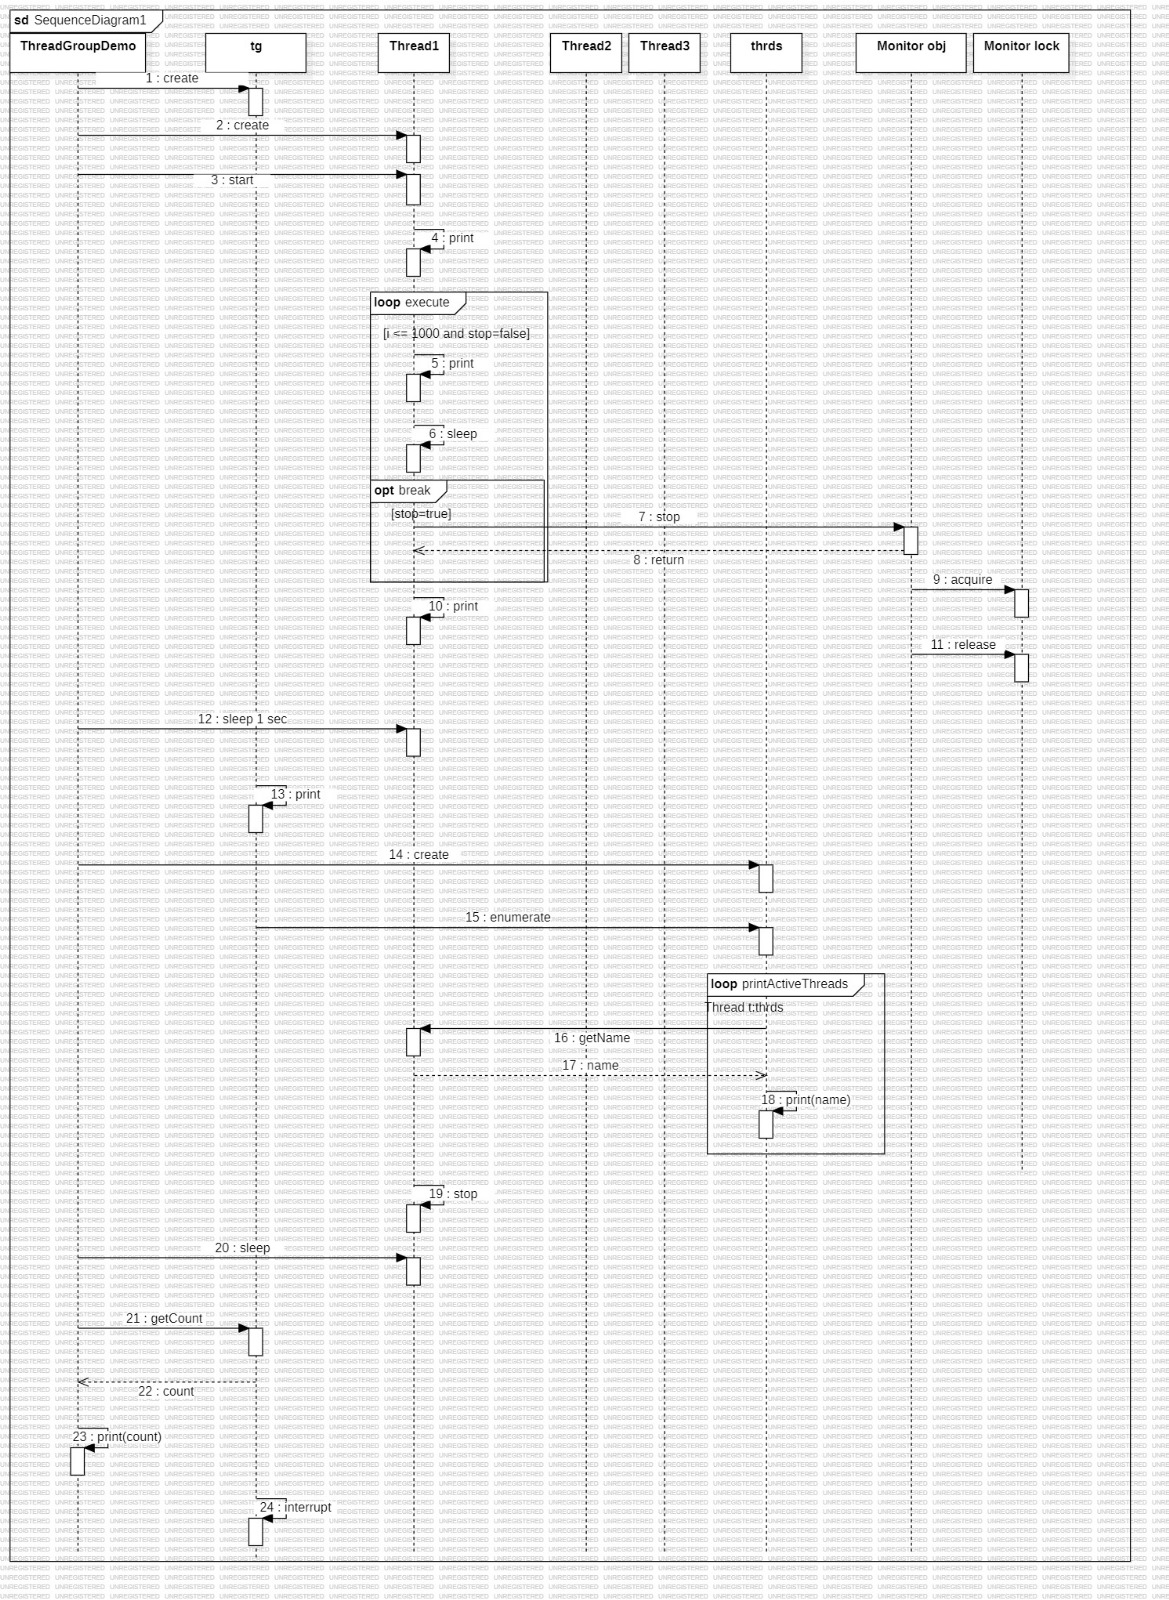 sd SequenceDiagram1
ThreadGroupDemo tg Thread1 Thread2 Thread3 thrds Monitor obj Monitor lock
1 : create
2 : create
3 : start
4 : print
loop execute
[i <= 1000 and stop=false]
5 : print
6 : sleep
opt break
[stop=true]
7 : stop
8 : return
9 : acquire
10 : print
11 : release
12 : sleep 1 sec
13 : print
14 : create
15 : enumerate
loop printActiveThreads
Thread t:thrds
16 : getName
17 : name
18 : print(name)
19 : stop
20 : sleep
21 : getCount
22 : count
23 : print(count)
24 : interrupt
UNREGISTERED